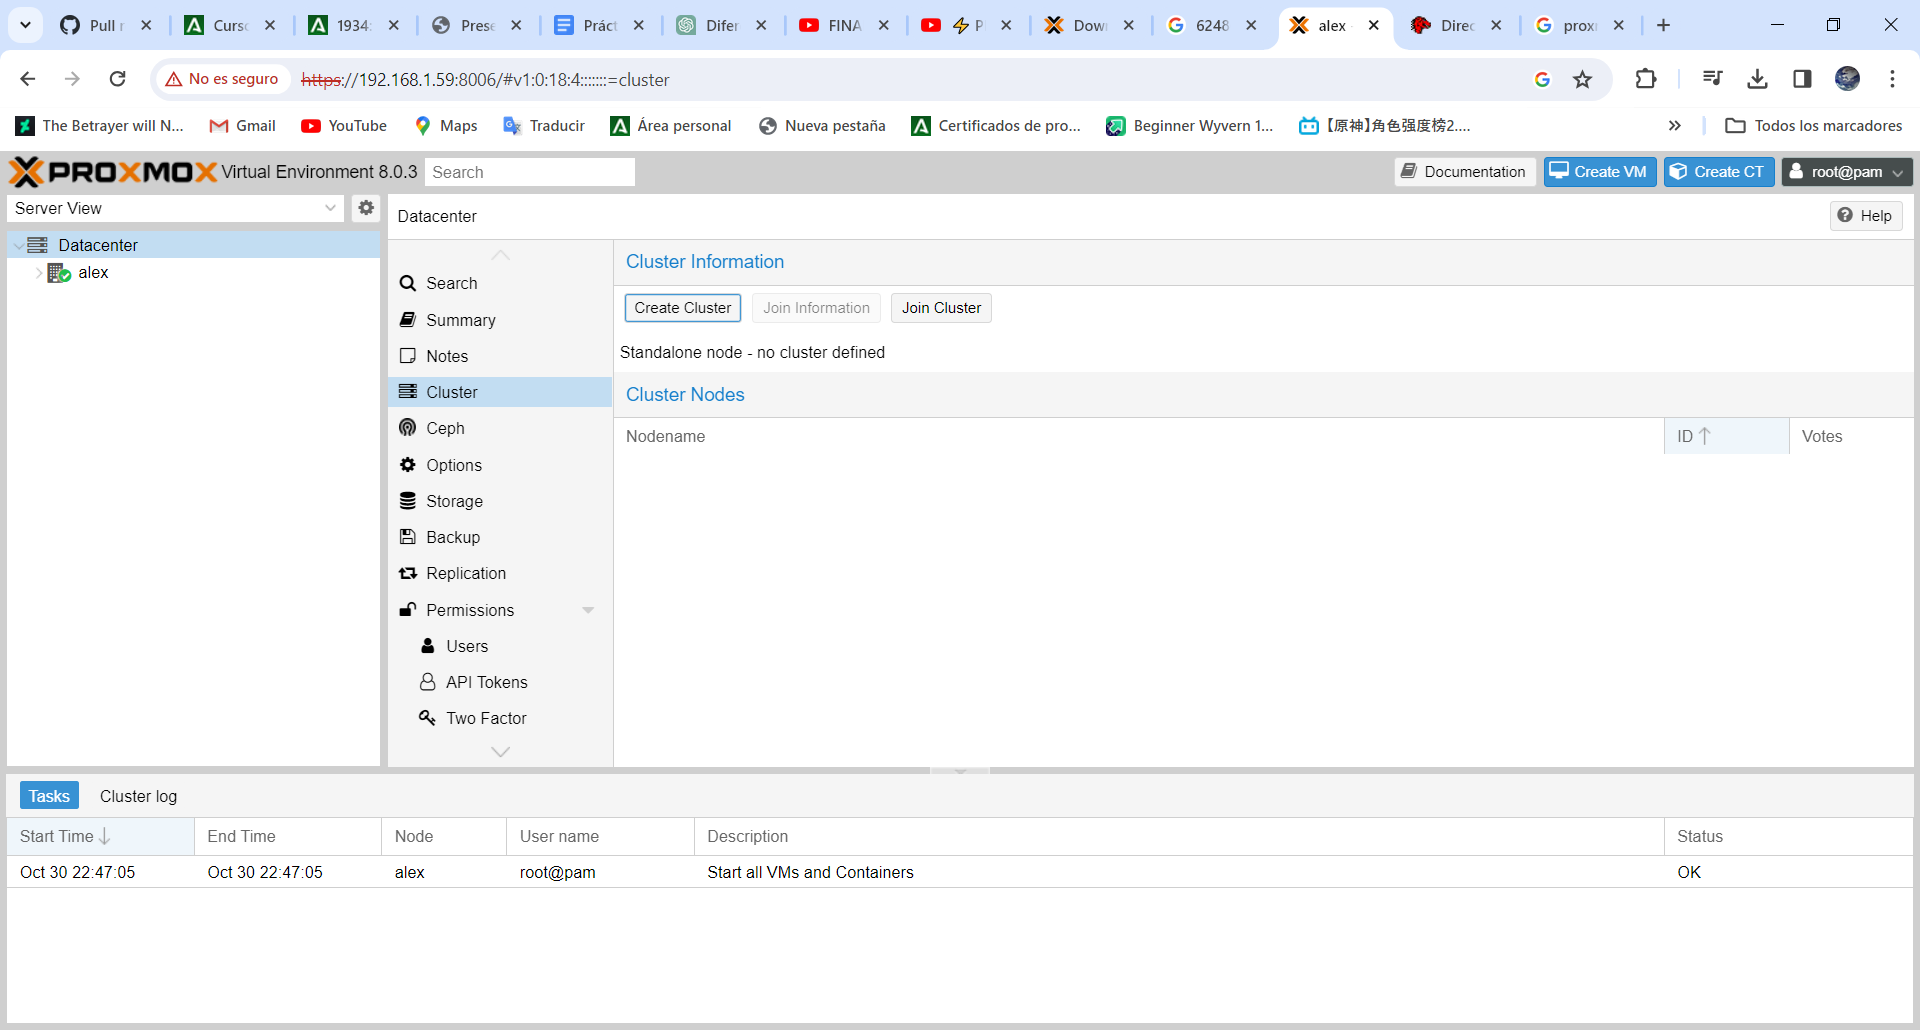 Pull r
Curso
1934:
Prese
Práct
Difer
FINA
P
Dow
6248
alex
Direc
prox
No es seguro
https://192.168.1.59:8006/#v1:0:18:4:::::::=cluster
The Betrayer will N...
Gmail
YouTube
Maps
Traducir
Área personal
Nueva pestaña
Certificados de pro...
Beginner Wyvern 1...
【原神】角色强度榜2....
Todos los marcadores
PROXMOX Virtual Environment 8.0.3
Search
Documentation
Create VM
Create CT
root@pam
Server View
Datacenter
alex
Datacenter
Help
Search
Summary
Notes
Cluster
Ceph
Options
Storage
Backup
Replication
Permissions
Users
API Tokens
Two Factor
Cluster Information
Create Cluster
Join Information
Join Cluster
Standalone node - no cluster defined
Cluster Nodes
Nodename
ID
Votes
Tasks
Cluster log
Start Time
End Time
Node
User name
Description
Status
Oct 30 22:47:05
Oct 30 22:47:05
alex
root@pam
Start all VMs and Containers
OK